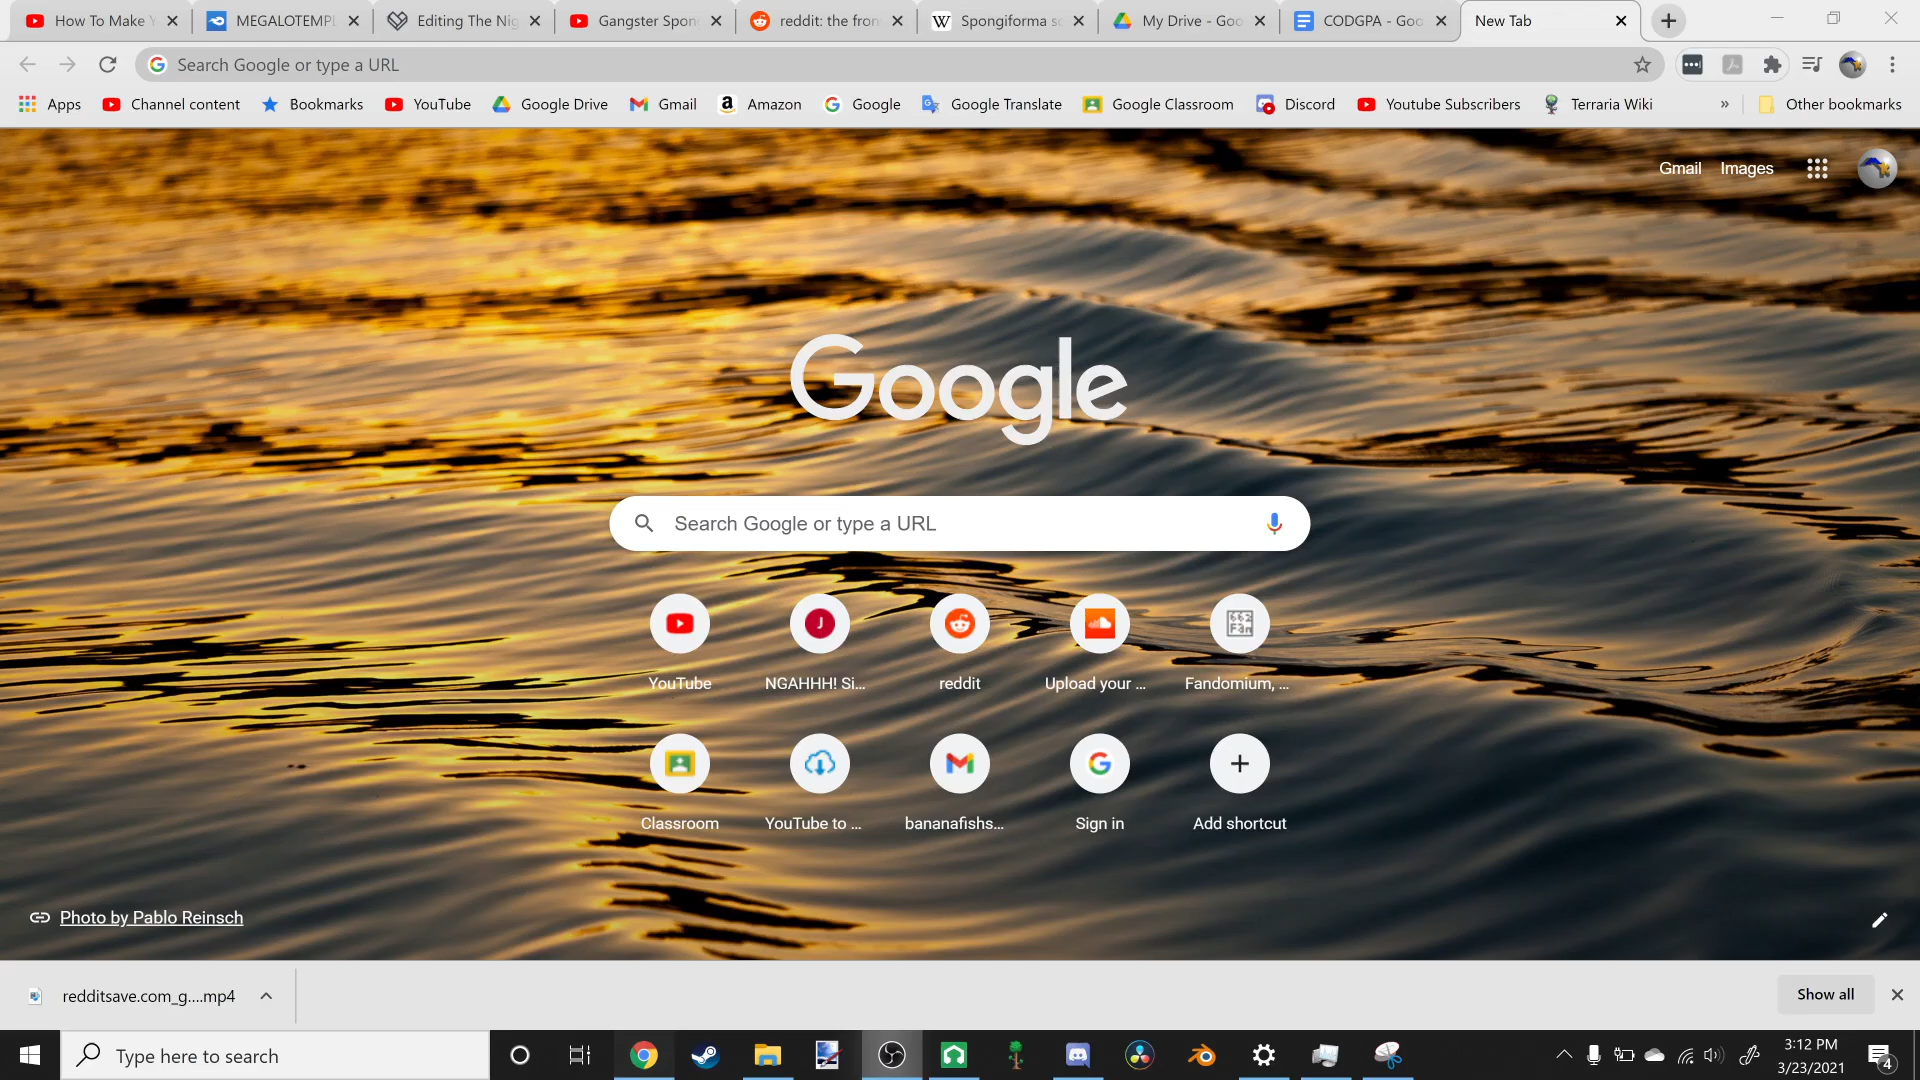 How To Make Y
MEGALOTEMPL
Editing The Nig
Gangster Spon
reddit: the fron
Spongiforma s
My Drive - Goo
CODGPA - Goo
New Tab
Search Google or type a URL
Apps
Channel content
Bookmarks
YouTube
Google Drive
Gmail
Amazon
Google
Google Translate
Google Classroom
Discord
Youtube Subscribers
Terraria Wiki
»
Other bookmarks
Gmail
Images
Google
Search Google or type a URL
YouTube
NGAHHH! Si...
reddit
Upload your ...
Fandomium, ...
Classroom
YouTube to ...
bananafishs...
Sign in
Add shortcut
Photo by Pablo Reinsch
redditsave.com_g....mp4
Show all
Type here to search
3:12 PM
3/23/2021
4